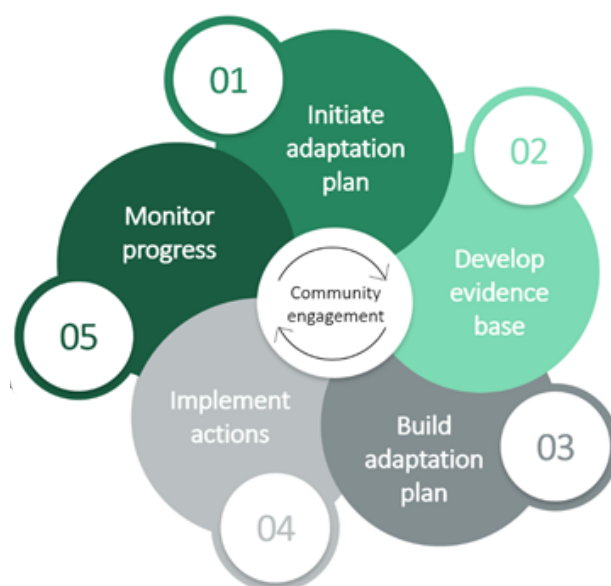 01
Initiate
adaptation
plan
02
Develop
evidence
base
03
Build
adaptation
plan
04
Implement
actions
05
Monitor
progress
Community
engagement